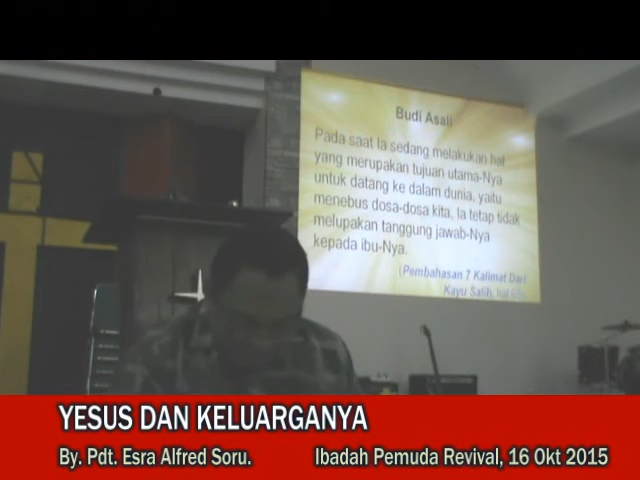 Budi Asali
Pada saat Ia sedang melakukan hal
yang merupakan tujuan utama-Nya
untuk datang ke dalam dunia, yaitu
menebus dosa-dosa kita, Ia tetap tidak
melupakan tanggung jawab-Nya
kepada ibu-Nya.
(Pembahasan 7 Kalimat Dari
Kayu Salib, hal
YESUS DAN KELUARGANYA
By. Pdt. Esra Alfred Soru. Ibadah Pemuda Revival, 16 Okt 2015